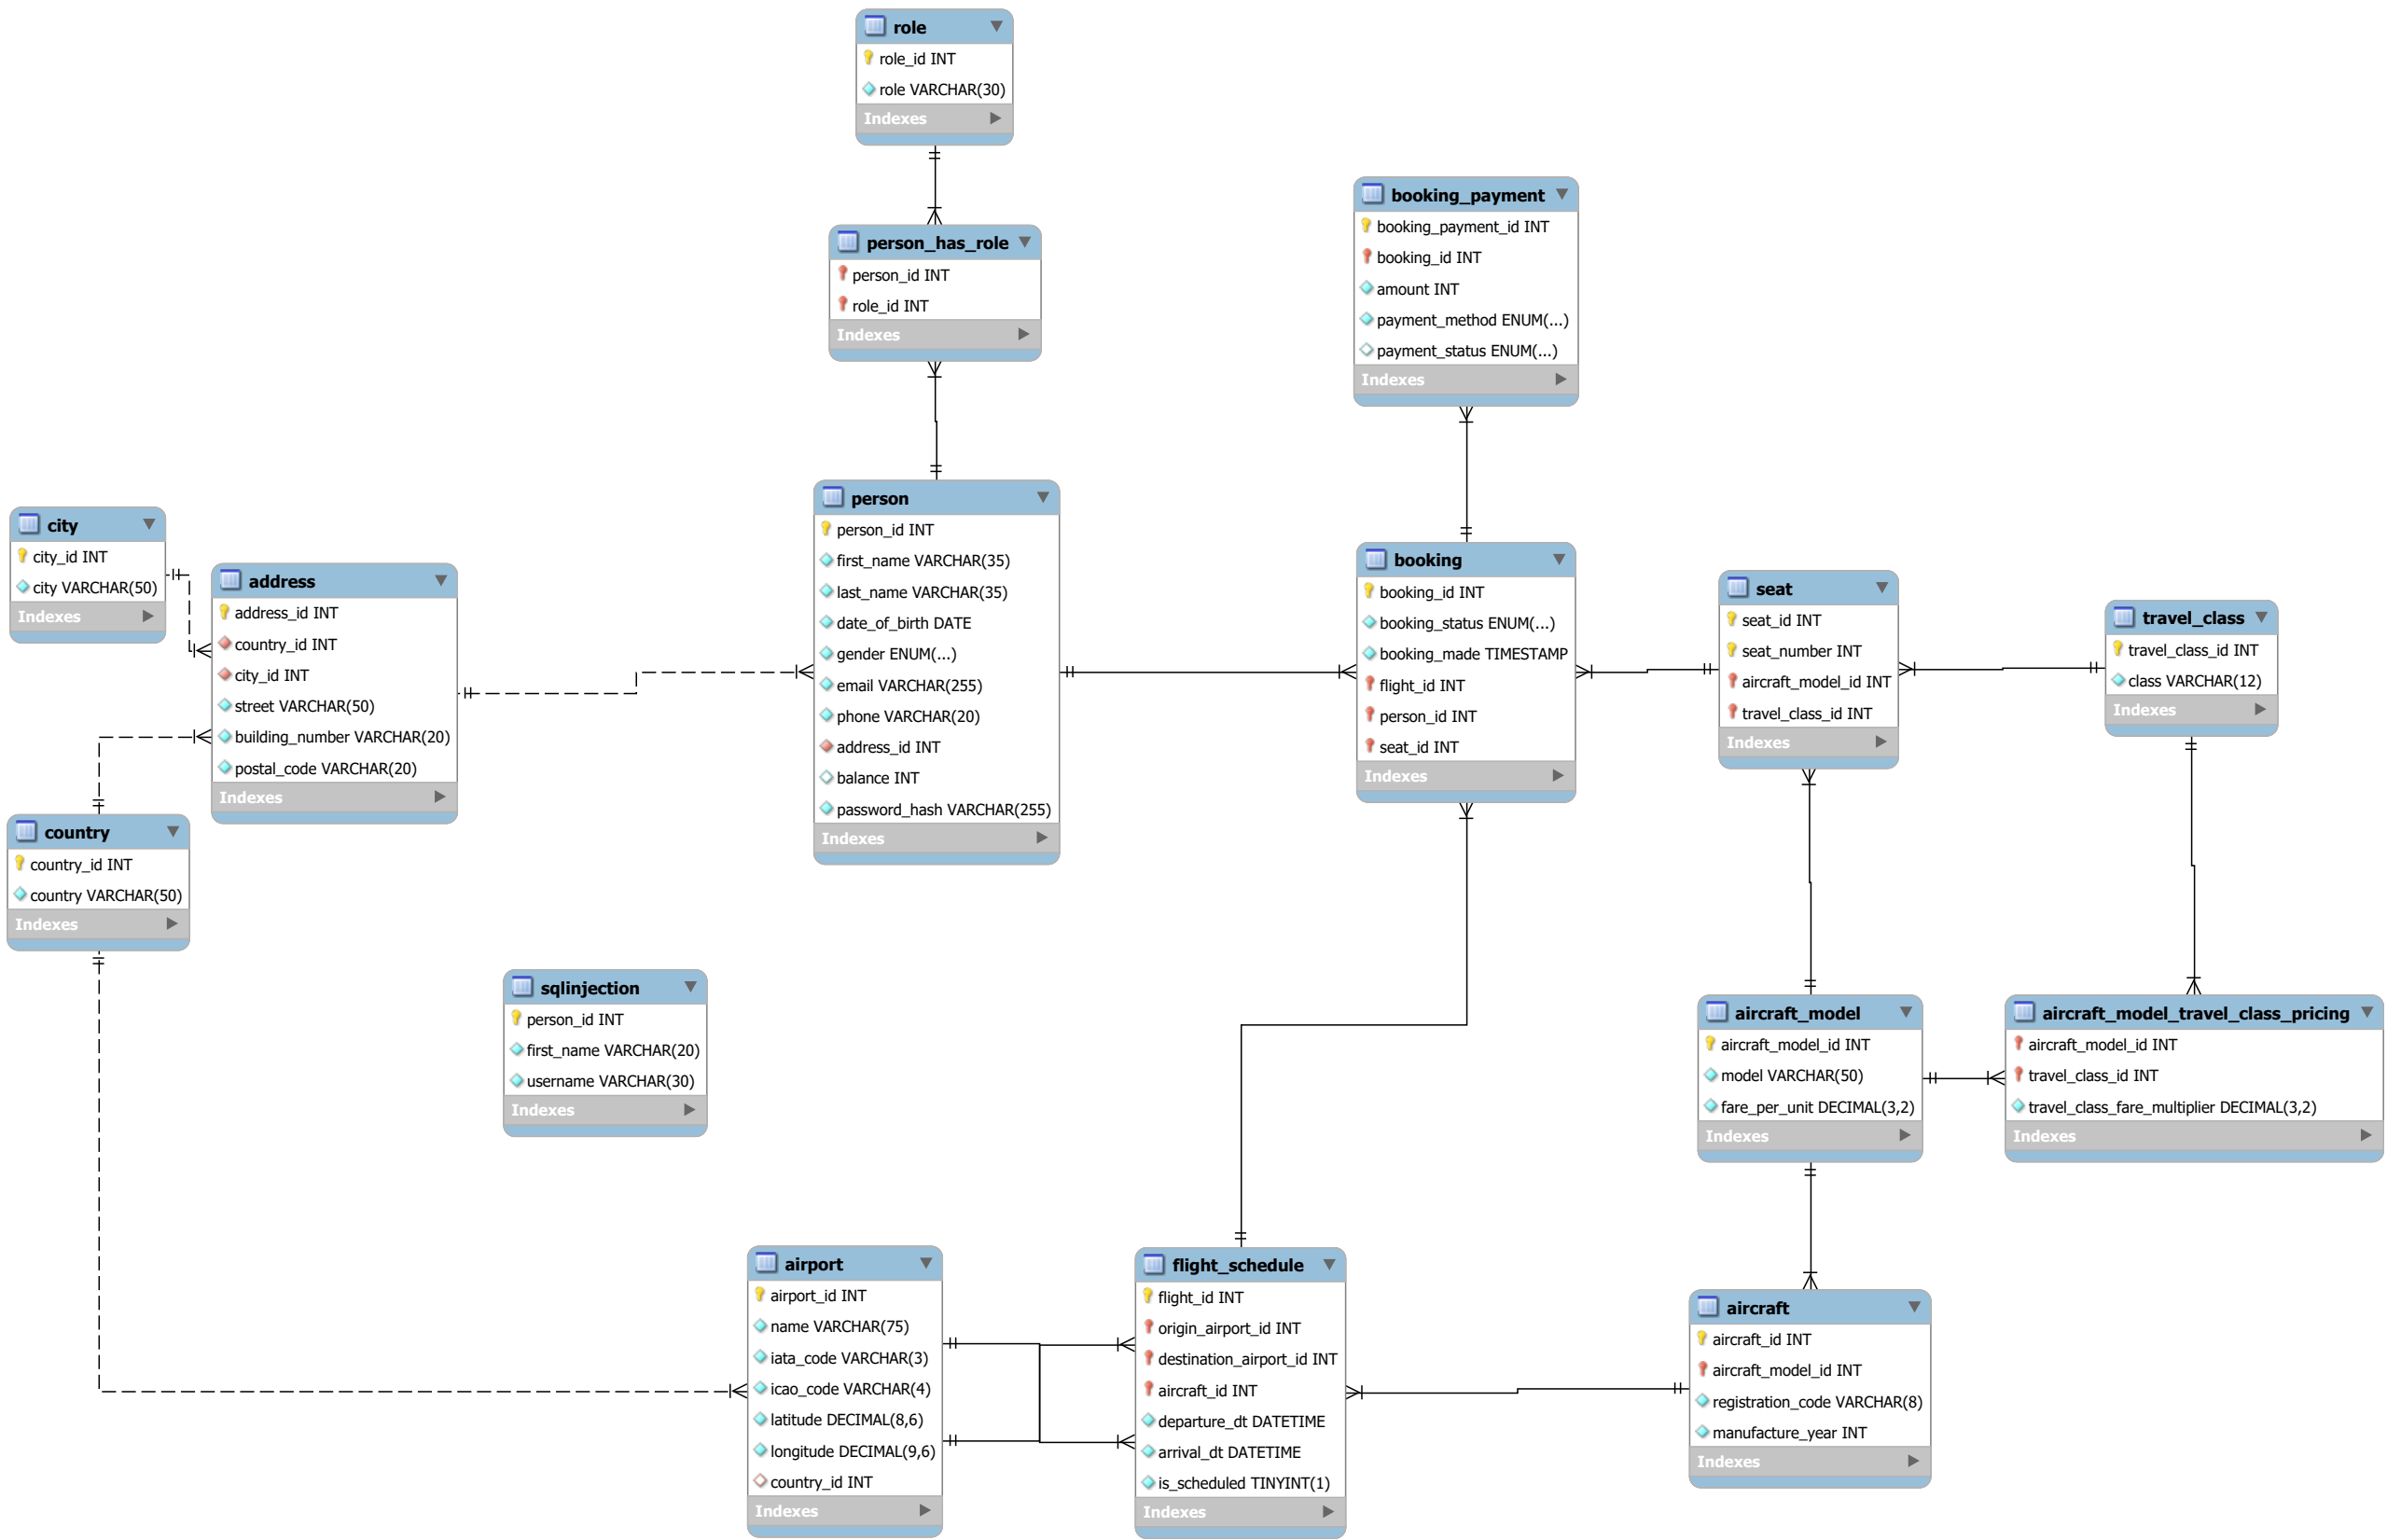 role
role_id INT
role VARCHAR(30)
Indexes
person_has_role
person_id INT
role_id INT
Indexes
booking_payment
booking_payment_id INT
booking_id INT
amount INT
payment_method ENUM(...)
payment_status ENUM(...)
Indexes
city
city_id INT
city VARCHAR(50)
Indexes
address
address_id INT
country_id INT
city_id INT
street VARCHAR(50)
building_number VARCHAR(20)
postal_code VARCHAR(20)
Indexes
person
person_id INT
first_name VARCHAR(35)
last_name VARCHAR(35)
date_of_birth DATE
gender ENUM(...)
email VARCHAR(255)
phone VARCHAR(20)
address_id INT
balance INT
password_hash VARCHAR(255)
Indexes
booking
booking_id INT
booking_status ENUM(...)
booking_made TIMESTAMP
flight_id INT
person_id INT
seat_id INT
Indexes
seat
seat_id INT
seat_number INT
aircraft_model_id INT
travel_class_id INT
Indexes
travel_class
travel_class_id INT
class VARCHAR(12)
Indexes
country
country_id INT
country VARCHAR(50)
Indexes
sqlinjection
person_id INT
first_name VARCHAR(20)
username VARCHAR(30)
Indexes
aircraft_model
aircraft_model_id INT
model VARCHAR(50)
fare_per_unit DECIMAL(3,2)
Indexes
aircraft_model_travel_class_pricing
aircraft_model_id INT
travel_class_id INT
travel_class_fare_multiplier DECIMAL(3,2)
Indexes
airport
airport_id INT
name VARCHAR(75)
iata_code VARCHAR(3)
icao_code VARCHAR(4)
latitude DECIMAL(8,6)
longitude DECIMAL(9,6)
country_id INT
Indexes
flight_schedule
flight_id INT
origin_airport_id INT
destination_airport_id INT
aircraft_id INT
departure_dt DATETIME
arrival_dt DATETIME
is_scheduled TINYINT(1)
Indexes
aircraft
aircraft_id INT
aircraft_model_id INT
registration_code VARCHAR(8)
manufacture_year INT
Indexes